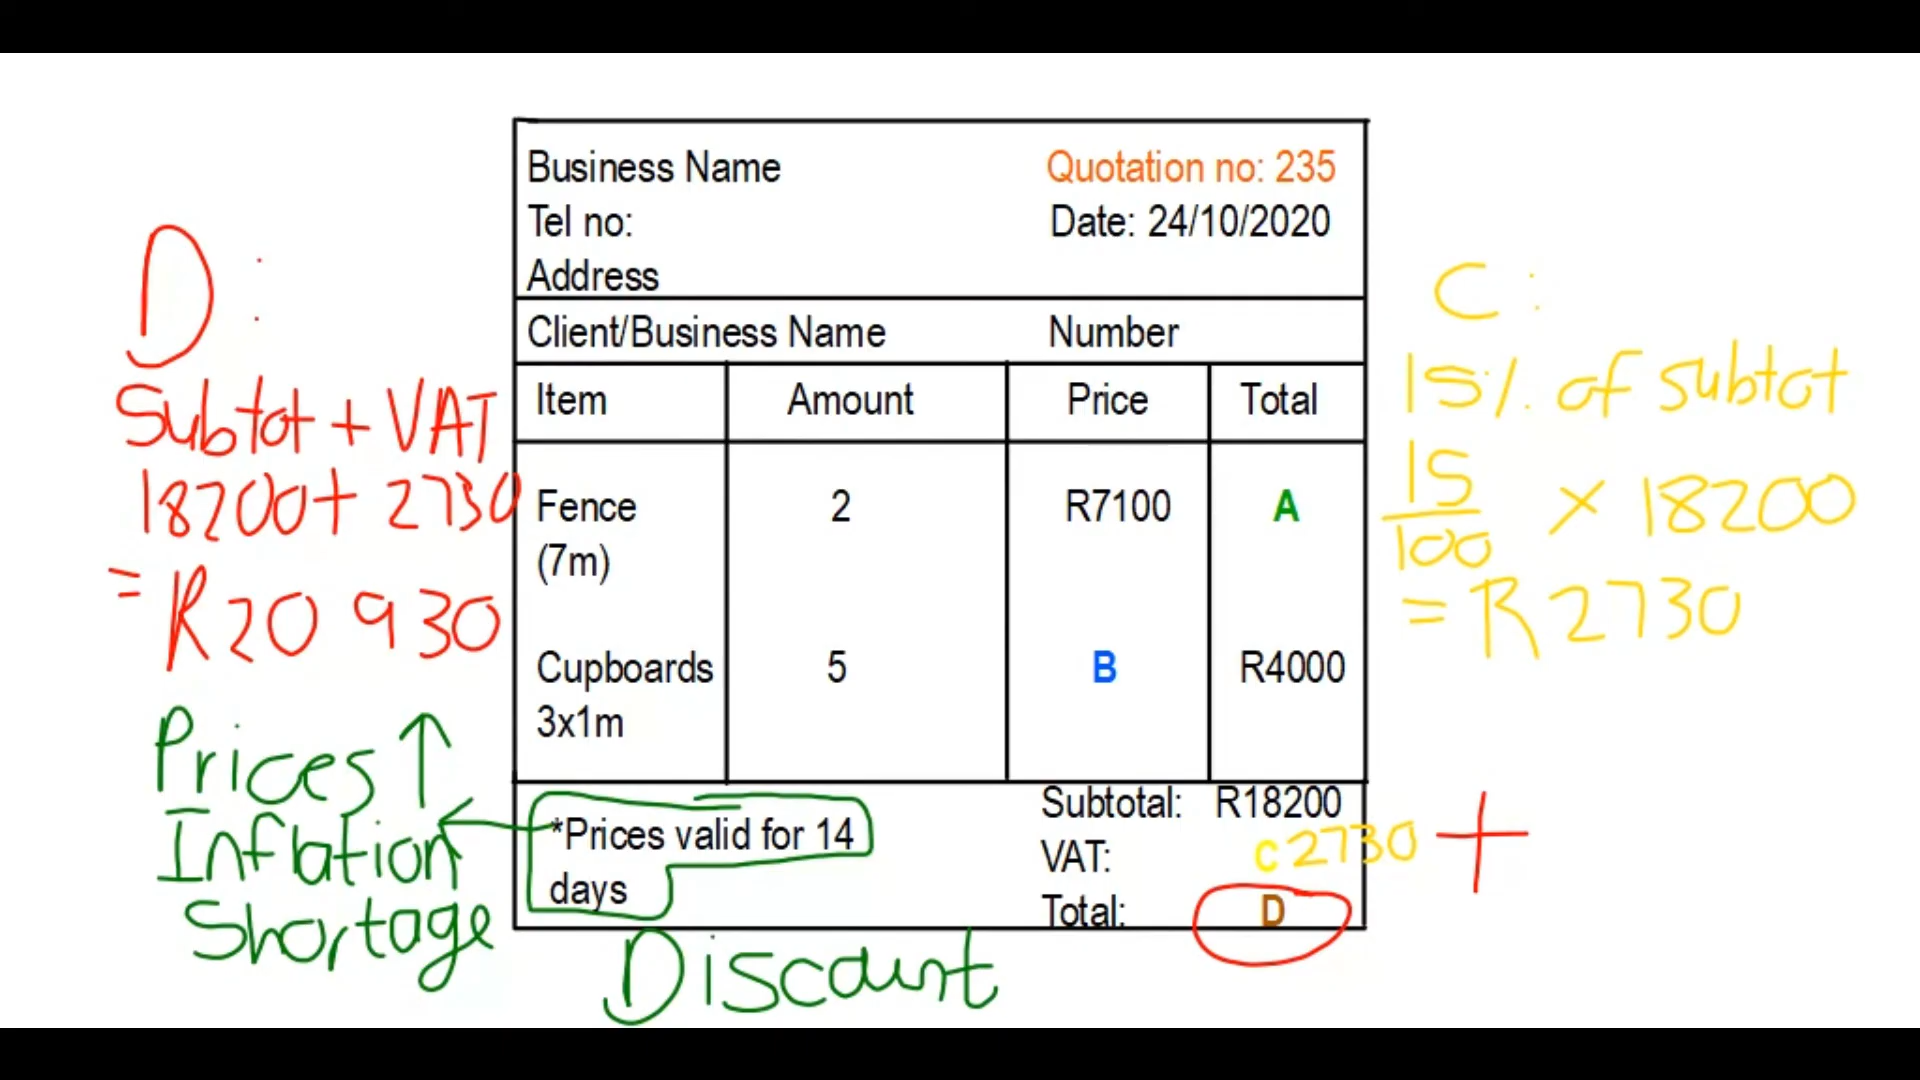 Business Name Quotation no: 235
Tel no: Date: 24/10/2020
Address
Client/Business Name Number
Item Amount Price Total
Fence 2 R7100 A
(7m)
Cupboards 5 B R4000
3x1m
*Prices valid for 14
days
Subtotal: R18200
VAT: C 2730 +
Total: D
D:
Subtot + VAT
18200 + 2730
= R20 930
Prices ↑
Inflation
Shortage
Discount
C:
15% of subtot
15/100 × 18200
= R2730